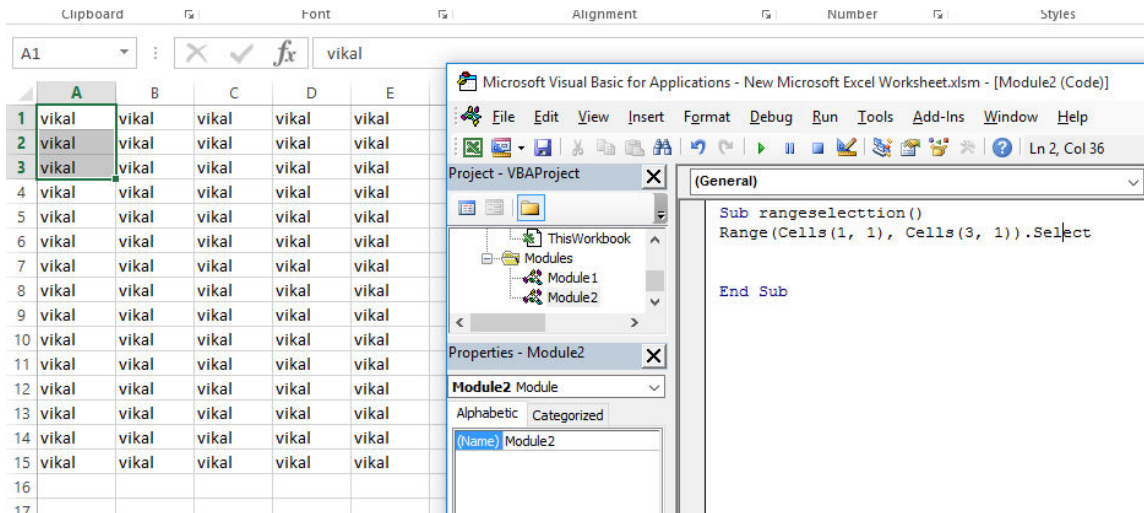 Clipboard Font Alignment Number Styles
A1 fx vikal
A B C D E
1 vikal vikal vikal vikal vikal
2 vikal vikal vikal vikal vikal
3 vikal vikal vikal vikal vikal
4 vikal vikal vikal vikal vikal
5 vikal vikal vikal vikal vikal
6 vikal vikal vikal vikal vikal
7 vikal vikal vikal vikal vikal
8 vikal vikal vikal vikal vikal
9 vikal vikal vikal vikal vikal
10 vikal vikal vikal vikal vikal
11 vikal vikal vikal vikal vikal
12 vikal vikal vikal vikal vikal
13 vikal vikal vikal vikal vikal
14 vikal vikal vikal vikal vikal
15 vikal vikal vikal vikal vikal
16
17
Microsoft Visual Basic for Applications - New Microsoft Excel Worksheet.xlsm - [Module2 (Code)]
File Edit View Insert Format Debug Run Tools Add-Ins Window Help
Ln 2, Col 36
Project - VBAProject
ThisWorkbook
Modules
Module1
Module2
Properties - Module2
Module2 Module
Alphabetic Categorized
(Name) Module2
(General)
Sub rangeselecttion()
Range(Cells(1, 1), Cells(3, 1)).Select
End Sub